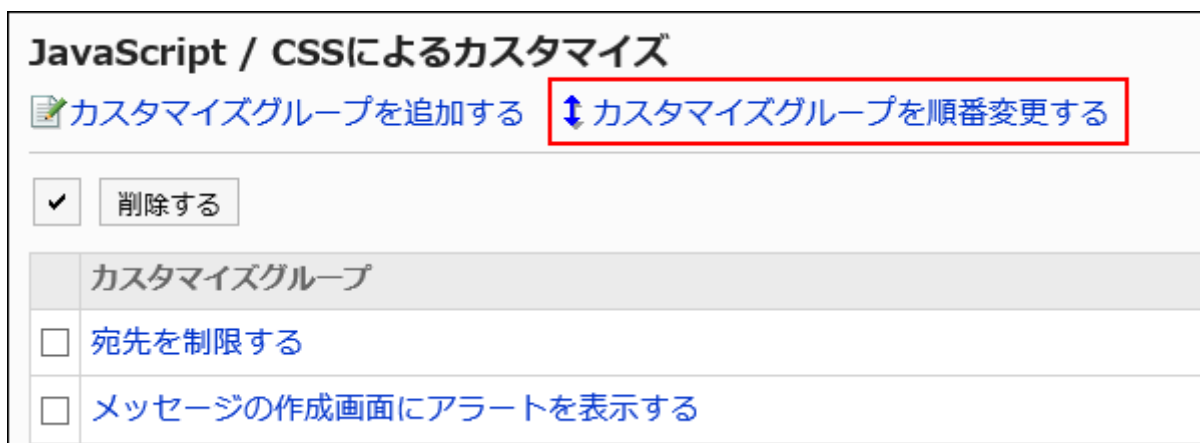 JavaScript / CSSによるカスタマイズ
カスタマイズグループを追加する カスタマイズグループを順番変更する
削除する
カスタマイズグループ
宛先を制限する
メッセージの作成画面にアラートを表示する